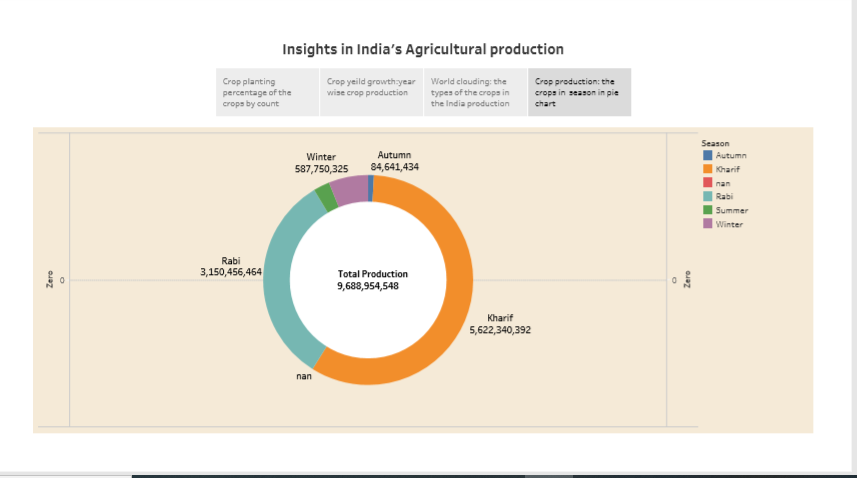 Insights in India's Agricultural production
Crop planting
percentage of the
crops by count
Crop yeild growth:year
wise crop production
World clouding: the
types of the crops in
the India production
Crop production: the
crops in season in pie
chart
Season
Autumn
Kharif
nan
Rabi
Summer
Winter
Winter
587,750,325
Autumn
84,641,434
Rabi
3,150,456,464
Total Production
9,688,954,548
Kharif
5,622,340,392
nan
Zero
0
0
Zero